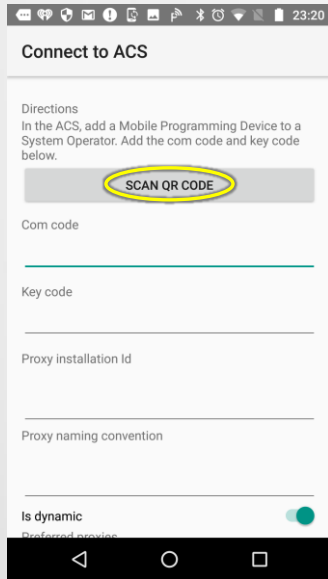 23:20
Connect to ACS
Directions
In the ACS, add a Mobile Programming Device to a
System Operator. Add the com code and key code
below.
SCAN QR CODE
Com code
Key code
Proxy installation Id
Proxy naming convention
Is dynamic
Preferred proxies